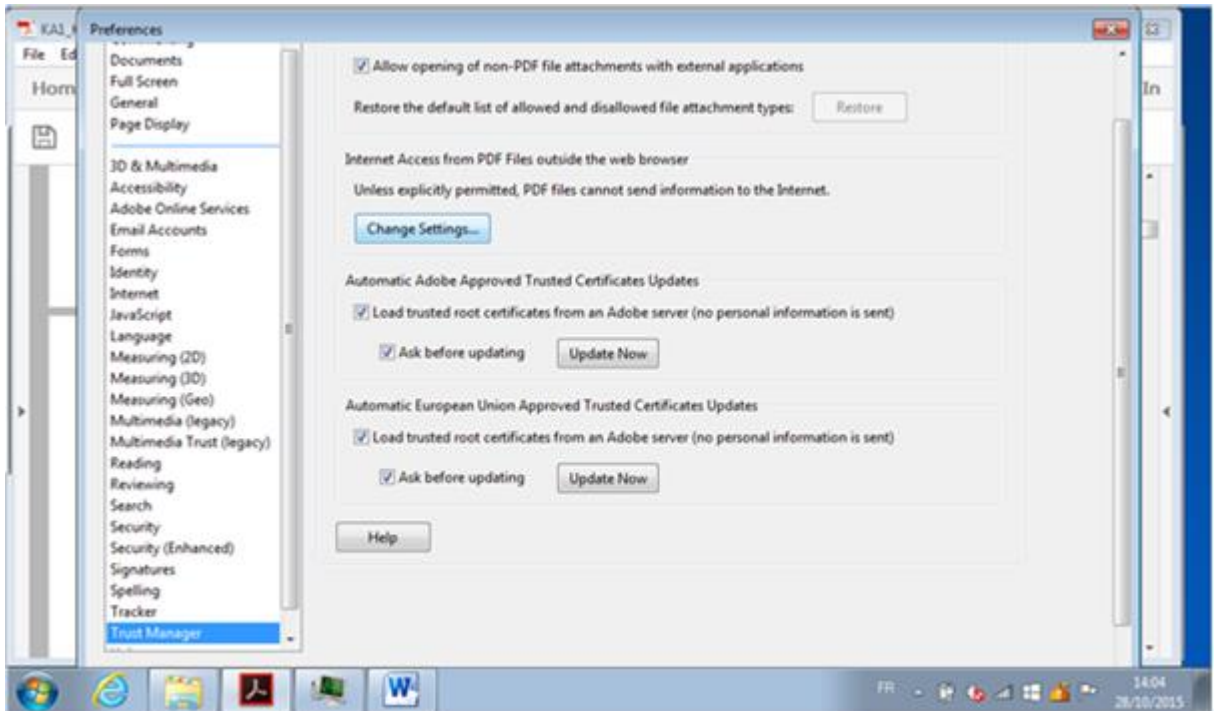 KA1_
Preferences
File Ed
Hom
In
Documents
Full Screen
General
Page Display
3D & Multimedia
Accessibility
Adobe Online Services
Email Accounts
Forms
Identity
Internet
JavaScript
Language
Measuring (2D)
Measuring (3D)
Measuring (Geo)
Multimedia (legacy)
Multimedia Trust (legacy)
Reading
Reviewing
Search
Security
Security (Enhanced)
Signatures
Spelling
Tracker
Trust Manager
Allow opening of non-PDF file attachments with external applications
Restore the default list of allowed and disallowed file attachment types: Restore
Internet Access from PDF Files outside the web browser
Unless explicitly permitted, PDF files cannot send information to the Internet.
Change Settings...
Automatic Adobe Approved Trusted Certificates Updates
Load trusted root certificates from an Adobe server (no personal information is sent)
Ask before updating Update Now
Automatic European Union Approved Trusted Certificates Updates
Load trusted root certificates from an Adobe server (no personal information is sent)
Ask before updating Update Now
Help
W
FR
14:04
28/10/2015